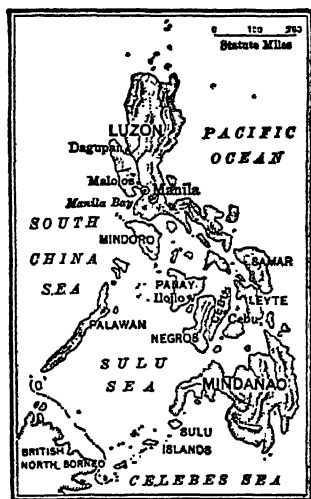 0 100 200
Statute Miles
LUZON
PACIFIC
OCEAN
Dagupan
Malolos
Manila
Manila Bay
SOUTH
CHINA
SEA
MINDORO
SAMAR
PANAY
Iloilo
CEBU
LEYTE
Cebu
PALAWAN
NEGROS
SULU
SEA
MINDANAO
SULU
ISLANDS
BRITISH
NORTH BORNEO
CELEBES SEA